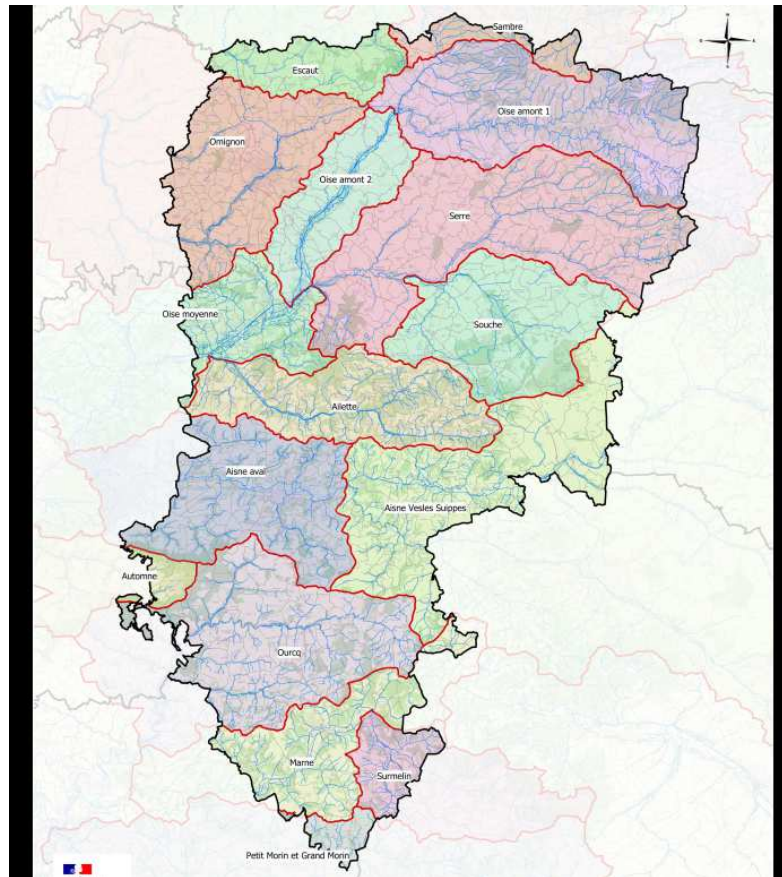 Sambre
Escaut
Oise amont 1
Omignon
Oise amont 2
Serre
Oise moyenne
Souche
Ailette
Aisne aval
Aisne Vesles Suippes
Automne
Ourcq
Marne
Surmelin
Petit Morin et Grand Morin